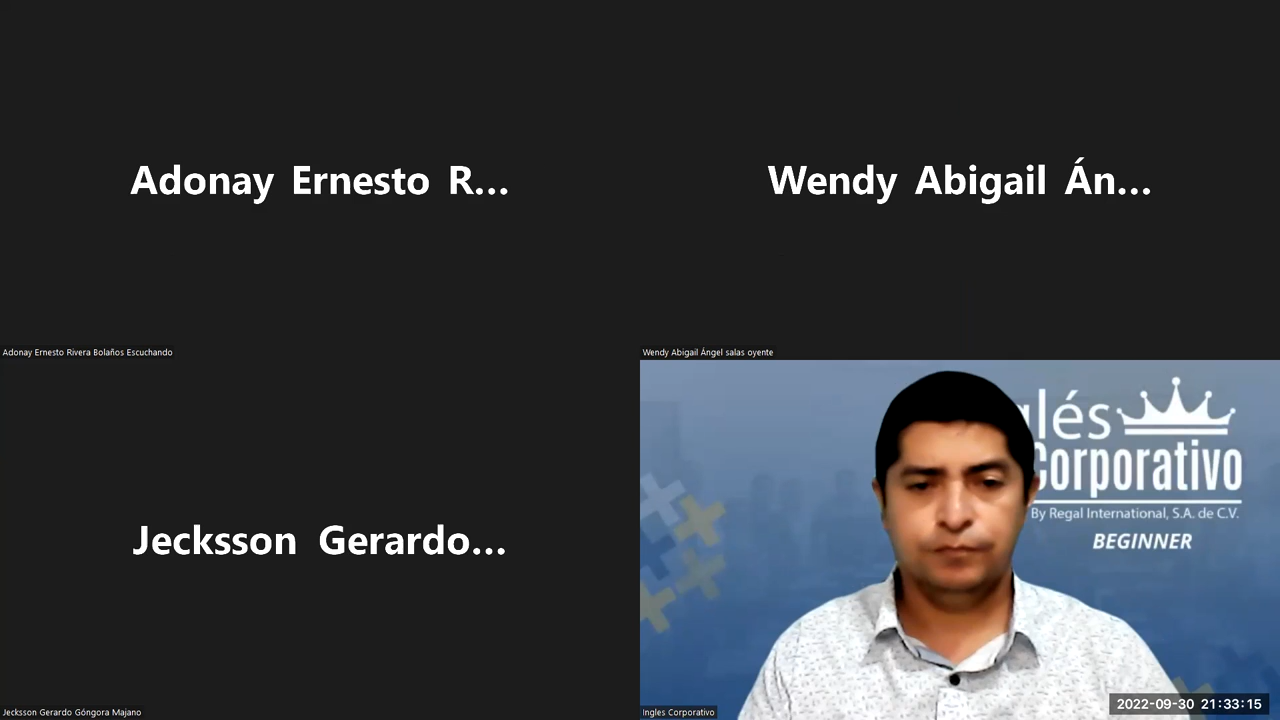 Adonay Ernesto R...
Wendy Abigail Án...
Adonay Ernesto Rivera Bolaños Escuchando
Wendy Abigail Ángel salas oyente
Jecksson Gerardo...
glés
Corporativo
By Regal International, S.A. de C.V.
BEGINNER
Jecksson Gerardo Góngora Majano
Ingles Corporativo
2022-09-30 21:33:15